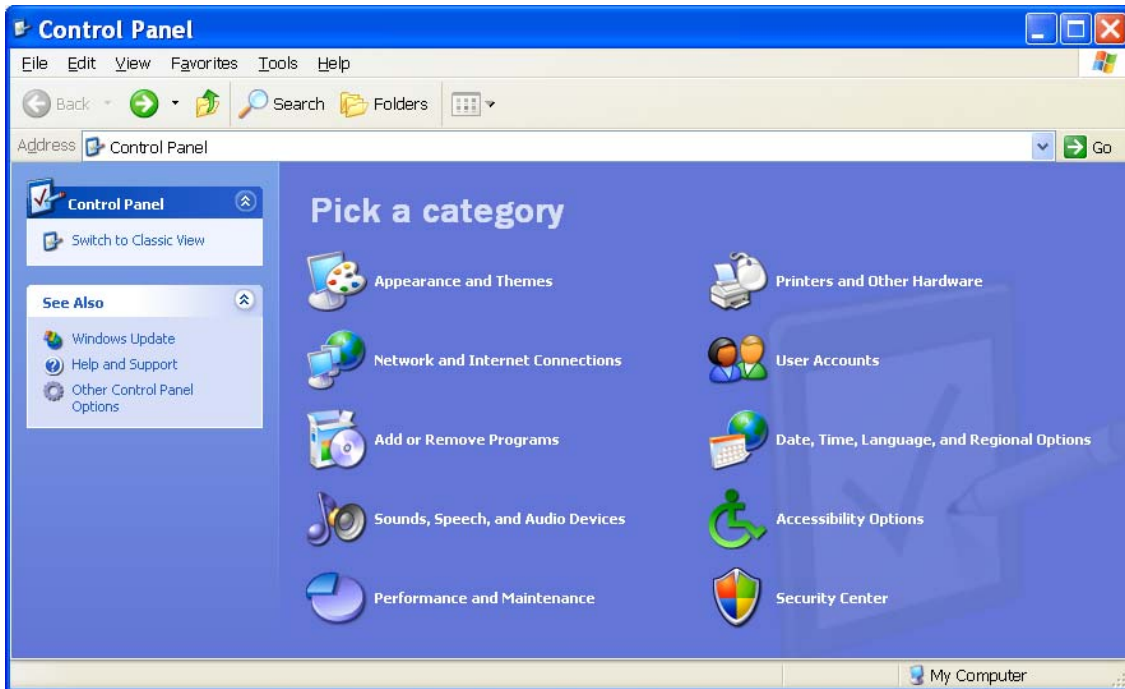 Control Panel
File Edit View Favorites Tools Help
Back Search Folders
Address Control Panel Go
Control Panel
Switch to Classic View
See Also
Windows Update
Help and Support
Other Control Panel
Options
Pick a category
Appearance and Themes
Printers and Other Hardware
Network and Internet Connections
User Accounts
Add or Remove Programs
Date, Time, Language, and Regional Options
Sounds, Speech, and Audio Devices
Accessibility Options
Performance and Maintenance
Security Center
My Computer